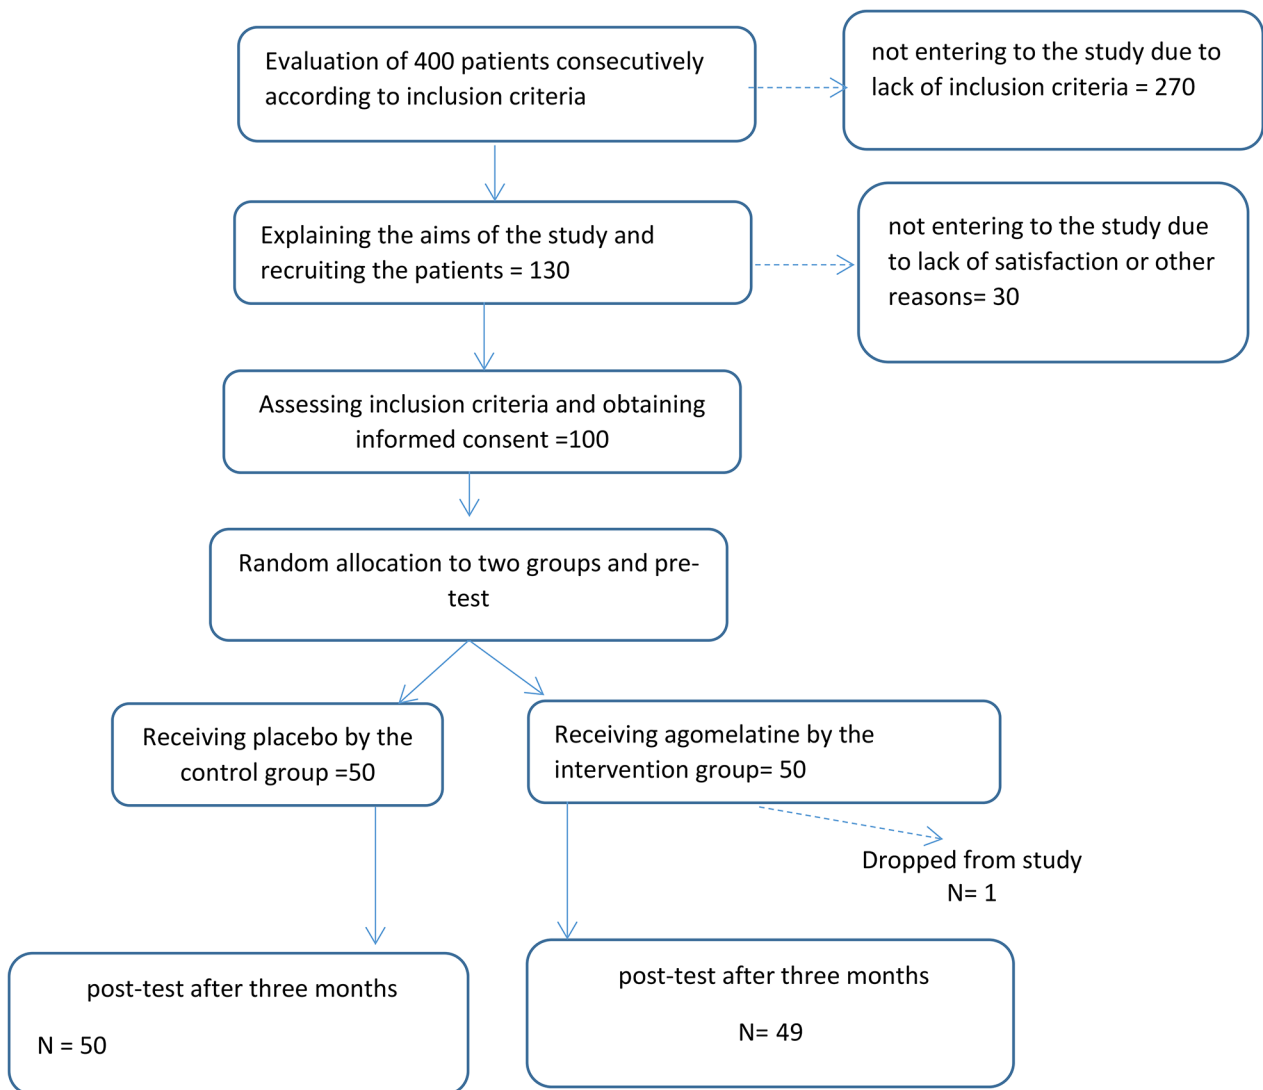 Evaluation of 400 patients consecutively
according to inclusion criteria
not entering to the study due to
lack of inclusion criteria = 270
Explaining the aims of the study and
recruiting the patients = 130
not entering to the study due
to lack of satisfaction or other
reasons= 30
Assessing inclusion criteria and obtaining
informed consent =100
Random allocation to two groups and pre-
test
Receiving placebo by the
control group =50
Receiving agomelatine by the
intervention group= 50
Dropped from study
N= 1
post-test after three months
N = 50
post-test after three months
N= 49